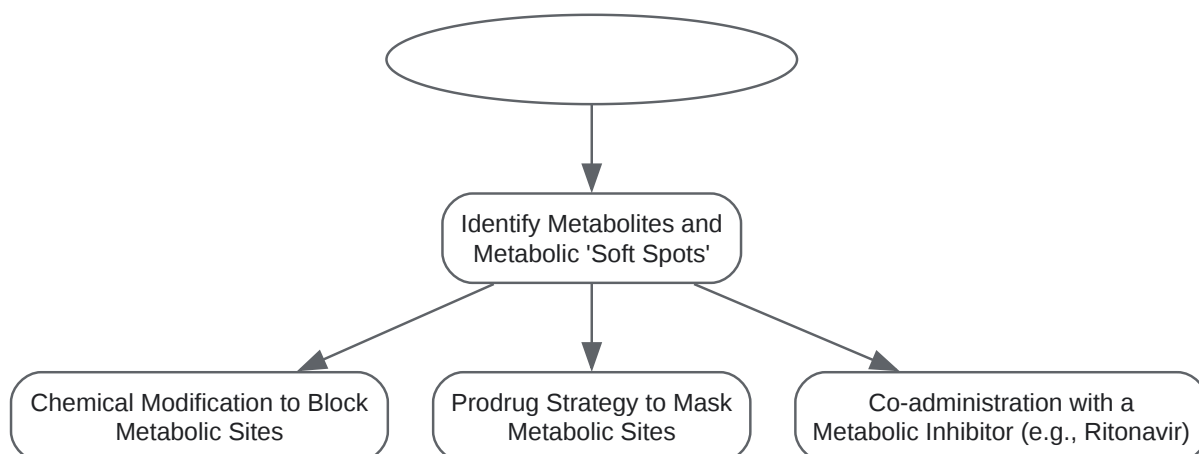 Identify Metabolites and
Metabolic 'Soft Spots'
Chemical Modification to Block
Metabolic Sites
Prodrug Strategy to Mask
Metabolic Sites
Co-administration with a
Metabolic Inhibitor (e.g., Ritonavir)